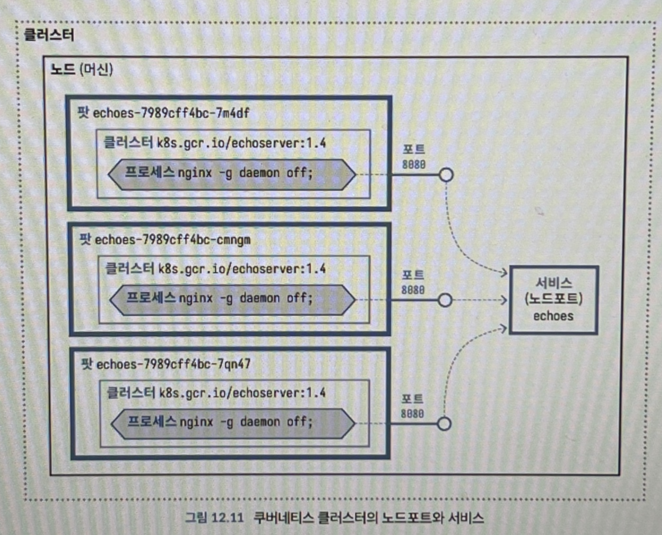 클러스터
노드 (머신)
팟 echoes-7989cff4bc-7m4df
클러스터 k8s.gcr.io/echoserver:1.4
프로세스 nginx -g daemon off;
포트
8080
팟 echoes-7989cff4bc-cmngm
클러스터 k8s.gcr.io/echoserver:1.4
프로세스 nginx -g daemon off;
포트
8080
서비스
(노드포트)
echoes
팟 echoes-7989cff4bc-7qn47
클러스터 k8s.gcr.io/echoserver:1.4
프로세스 nginx -g daemon off;
포트
8080
그림 12.11 쿠버네티스 클러스터의 노드포트와 서비스